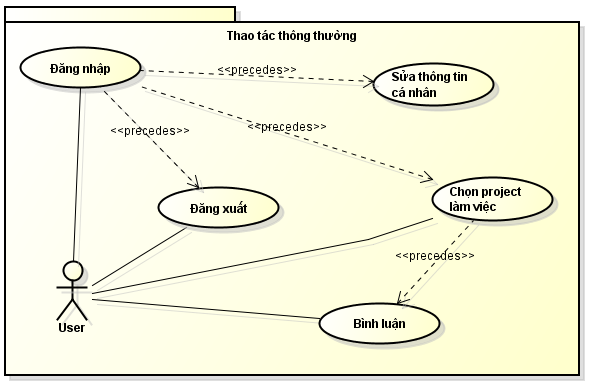 Thao tác thông thường
Đăng nhập
<<precedes>>
Sửa thông tin
cá nhân
<<precedes>>
<<precedes>>
Chọn project
làm việc
Đăng xuất
<<precedes>>
User
Bình luận